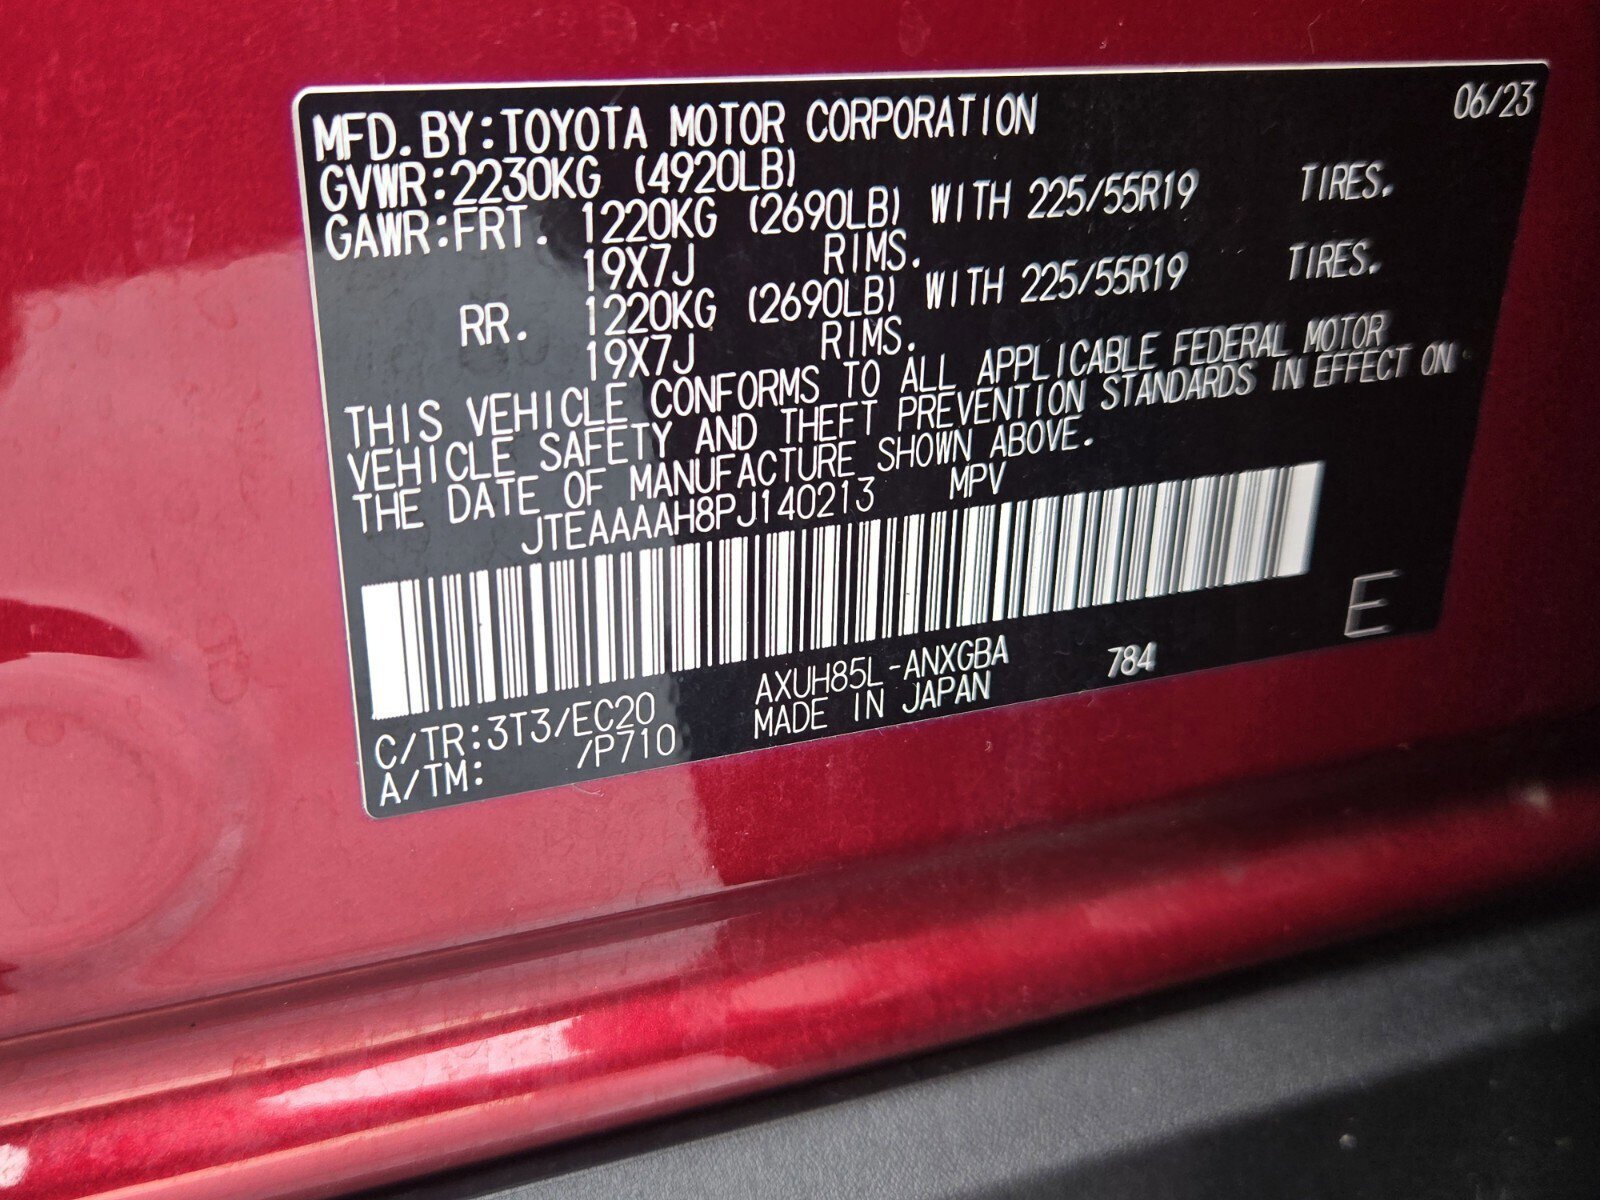 06/23
MFD.BY:TOYOTA MOTOR CORPORATION
GVWR:2230KG (4920LB)
GAWR:FRT. 1220KG (2690LB) WITH 225/55R19 TIRES.
19X7J RIMS.
RR. 1220KG (2690LB) WITH 225/55R19 TIRES.
19X7J RIMS.
THIS VEHICLE CONFORMS TO ALL APPLICABLE FEDERAL MOTOR
VEHICLE SAFETY AND THEFT PREVENTION STANDARDS IN EFFECT ON
THE DATE OF MANUFACTURE SHOWN ABOVE.
JTEAAAAH8PJ140213 MPV
E
C/TR:3T3/EC20 AXUH85L-ANXGBA 784
A/TM: /P710 MADE IN JAPAN